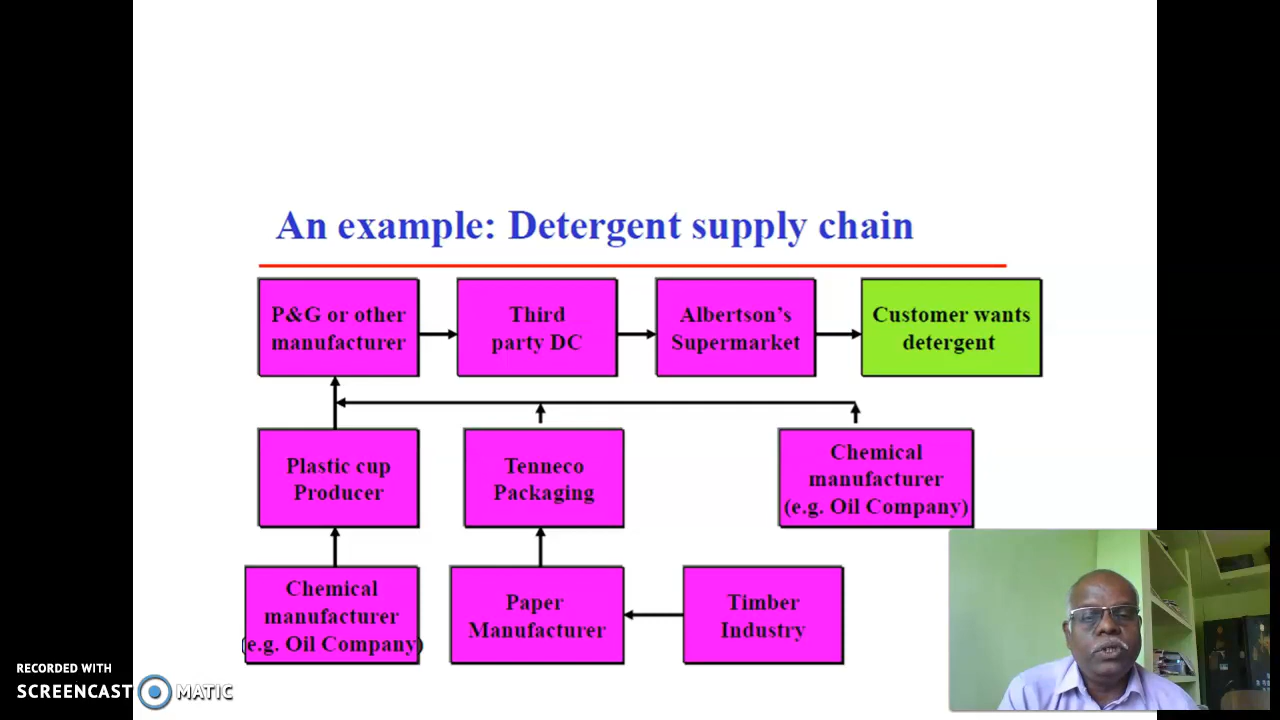 An example: Detergent supply chain
P&G or other
manufacturer
Third
party DC
Albertson's
Supermarket
Customer wants
detergent
Plastic cup
Producer
Tenneco
Packaging
Chemical
manufacturer
(e.g. Oil Company)
Chemical
manufacturer
(e.g. Oil Company)
Paper
Manufacturer
Timber
Industry
RECORDED WITH
SCREENCAST MATIC